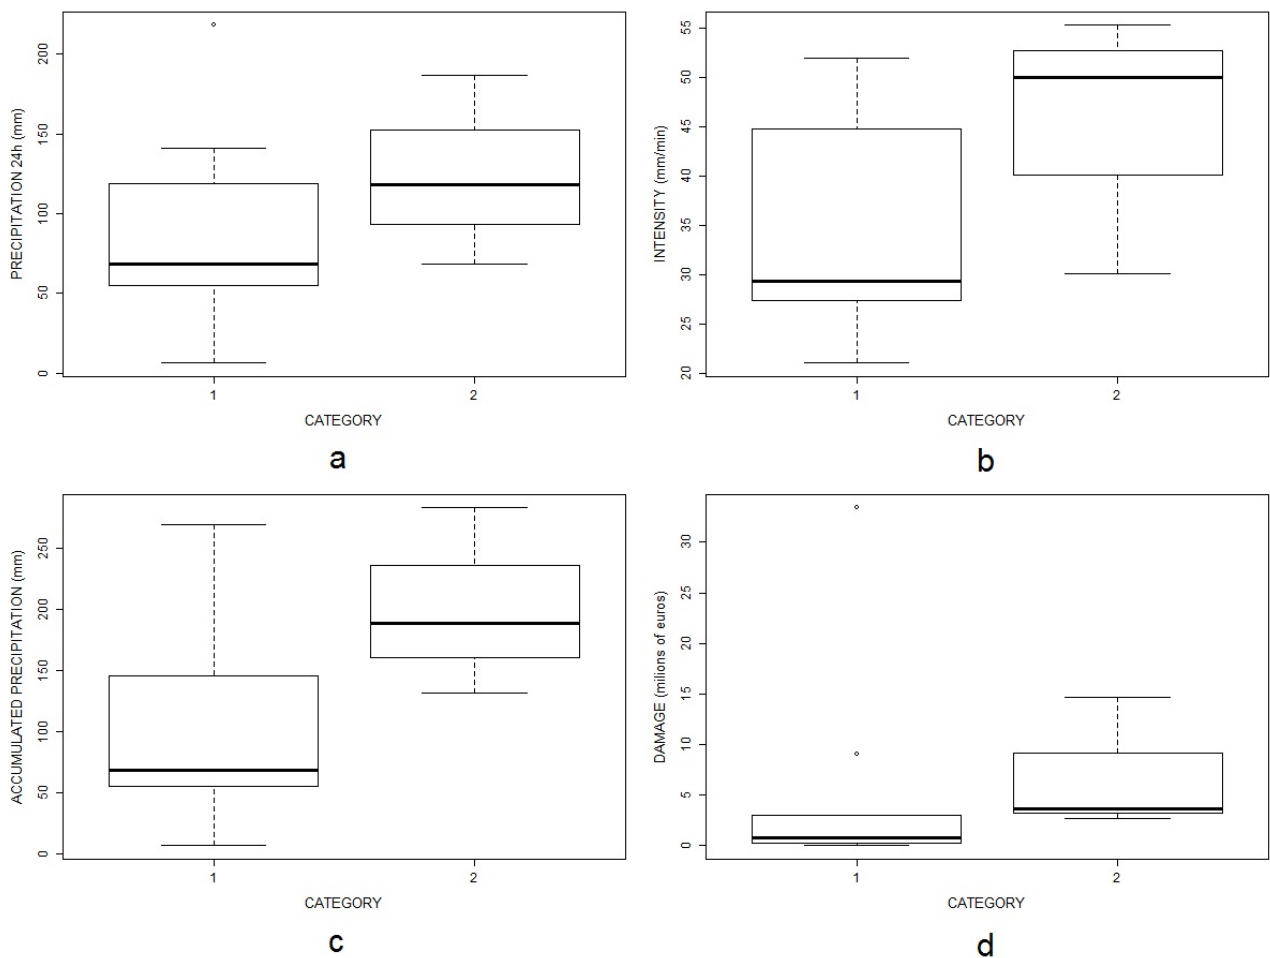 PRECIPITATION 24h (mm)
200
150
100
50
0
1 2
CATEGORY
a
INTENSITY (mm/min)
55
50
45
40
35
30
25
20
1 2
CATEGORY
b
ACCUMULATED PRECIPITATION (mm)
250
200
150
100
50
0
1 2
CATEGORY
c
DAMAGE (milions of euros)
30
25
20
15
10
5
0
1 2
CATEGORY
d